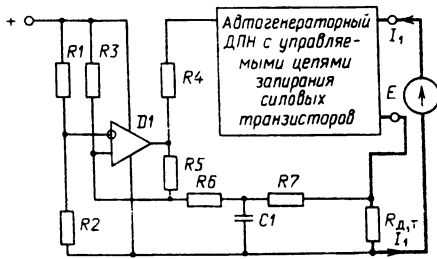 +
R1
R3
R4
Автогенераторный
ДПН с управляе-
мыми цепями
запирания
силовых
транзисторов
I₁
E
D1
R5
R6
R7
R2
C1
Rд,т
I₁